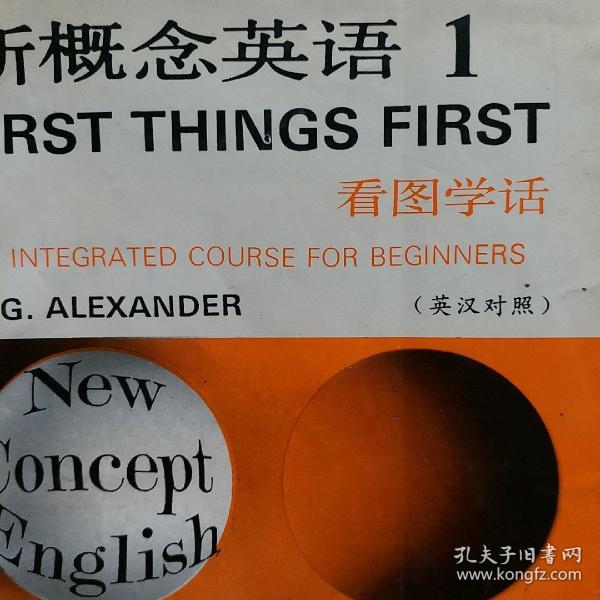 新概念英语 1
IRST THINGS FIRST
看图学话
INTEGRATED COURSE FOR BEGINNERS
G. ALEXANDER
(英汉对照)
New
Concept
English
孔夫子旧书网
www.kongfz.com